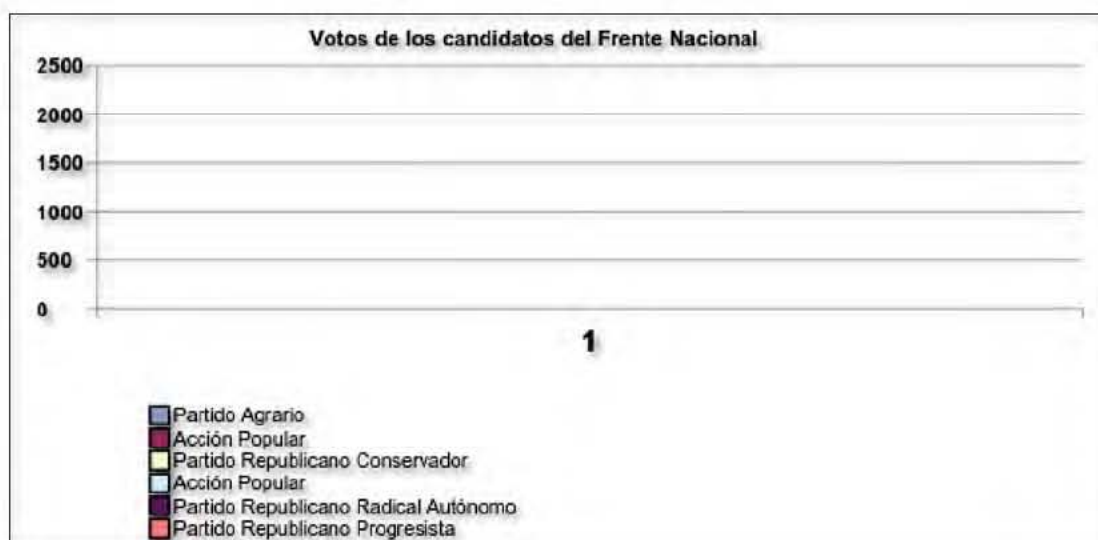 Votos de los candidatos del Frente Nacional
2500
2000
1500
1000
500
0
1
Partido Agrario
Acción Popular
Partido Republicano Conservador
Acción Popular
Partido Republicano Radical Autónomo
Partido Republicano Progresista